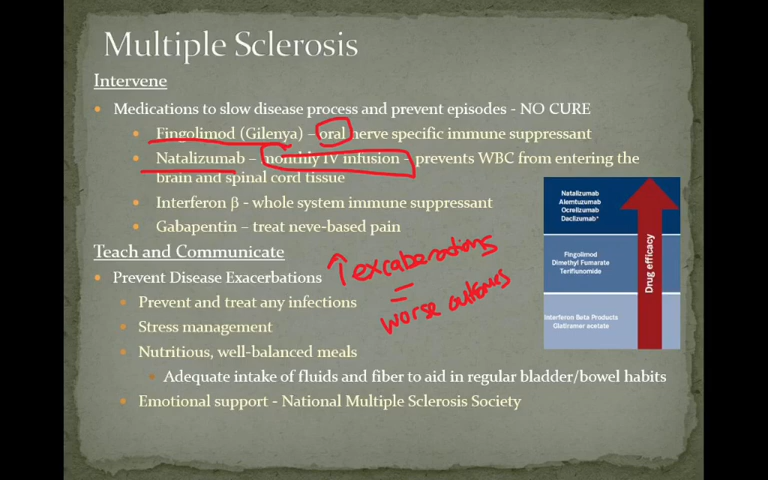 Multiple Sclerosis
Intervene
• Medications to slow disease process and prevent episodes - NO CURE
• Fingolimod (Gilenya) – oral nerve specific immune suppressant
• Natalizumab – monthly IV infusion – prevents WBC from entering the
brain and spinal cord tissue
• Interferon β - whole system immune suppressant
• Gabapentin – treat neve-based pain
Teach and Communicate
• Prevent Disease Exacerbations
• Prevent and treat any infections
• Stress management
• Nutritious, well-balanced meals
• Adequate intake of fluids and fiber to aid in regular bladder/bowel habits
• Emotional support - National Multiple Sclerosis Society
↑ excaberations
=
worse outcomes
Natalizumab
Alemtuzumab
Ocrelizumab
Daclizumab*
Fingolimod
Dimethyl Fumarate
Teriflunomide
Interferon Beta Products
Glatiramer acetate
Drug efficacy